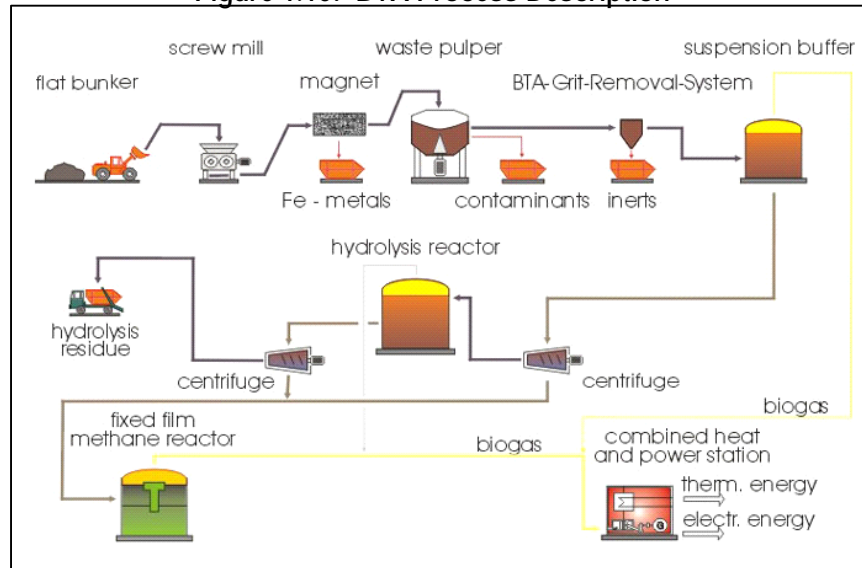 screw mill
waste pulper
suspension buffer
flat bunker
magnet
BTA-Grit-Removal-System
Fe - metals
contaminants
inerts
hydrolysis reactor
hydrolysis
residue
centrifuge
centrifuge
fixed film
methane reactor
biogas
biogas
combined heat
and power station
therm. energy
electr. energy